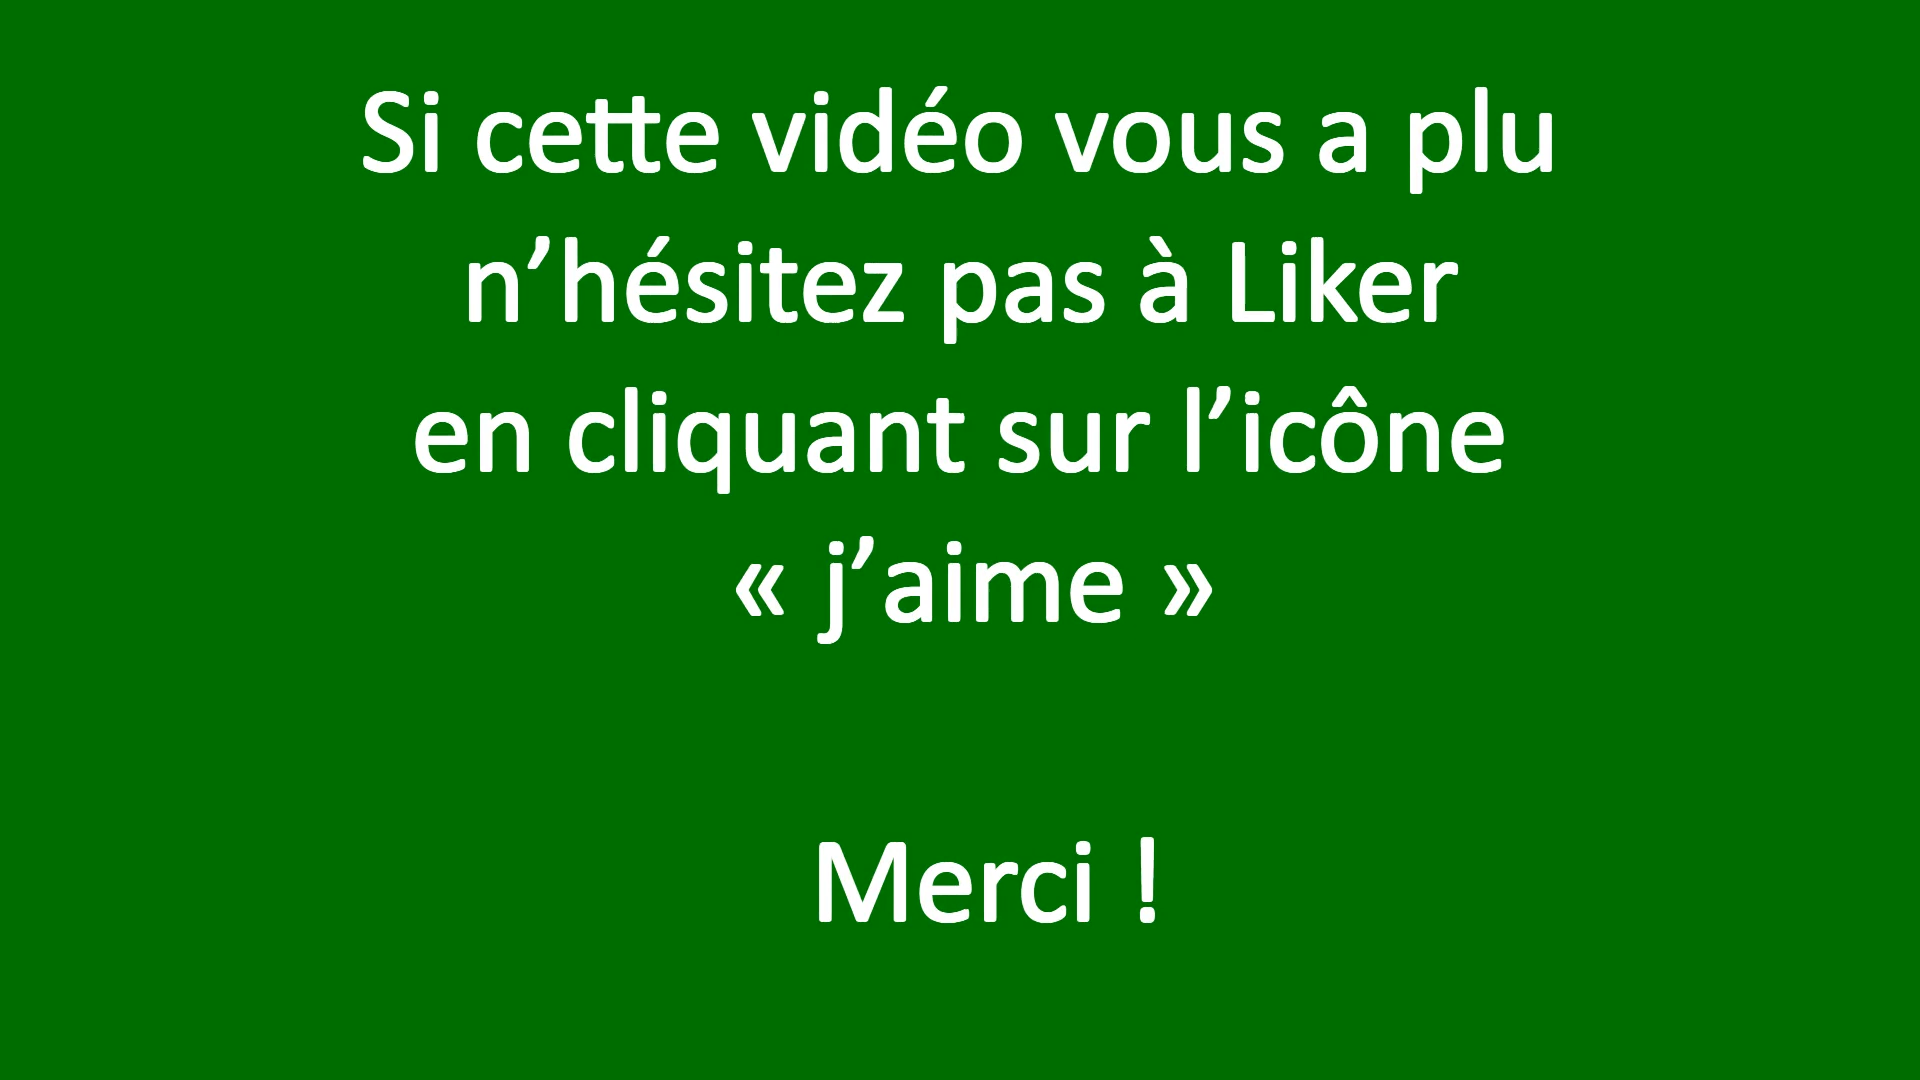 Si cette vidéo vous a plu
n’hésitez pas à Liker
en cliquant sur l’icône
« j’aime »
Merci !